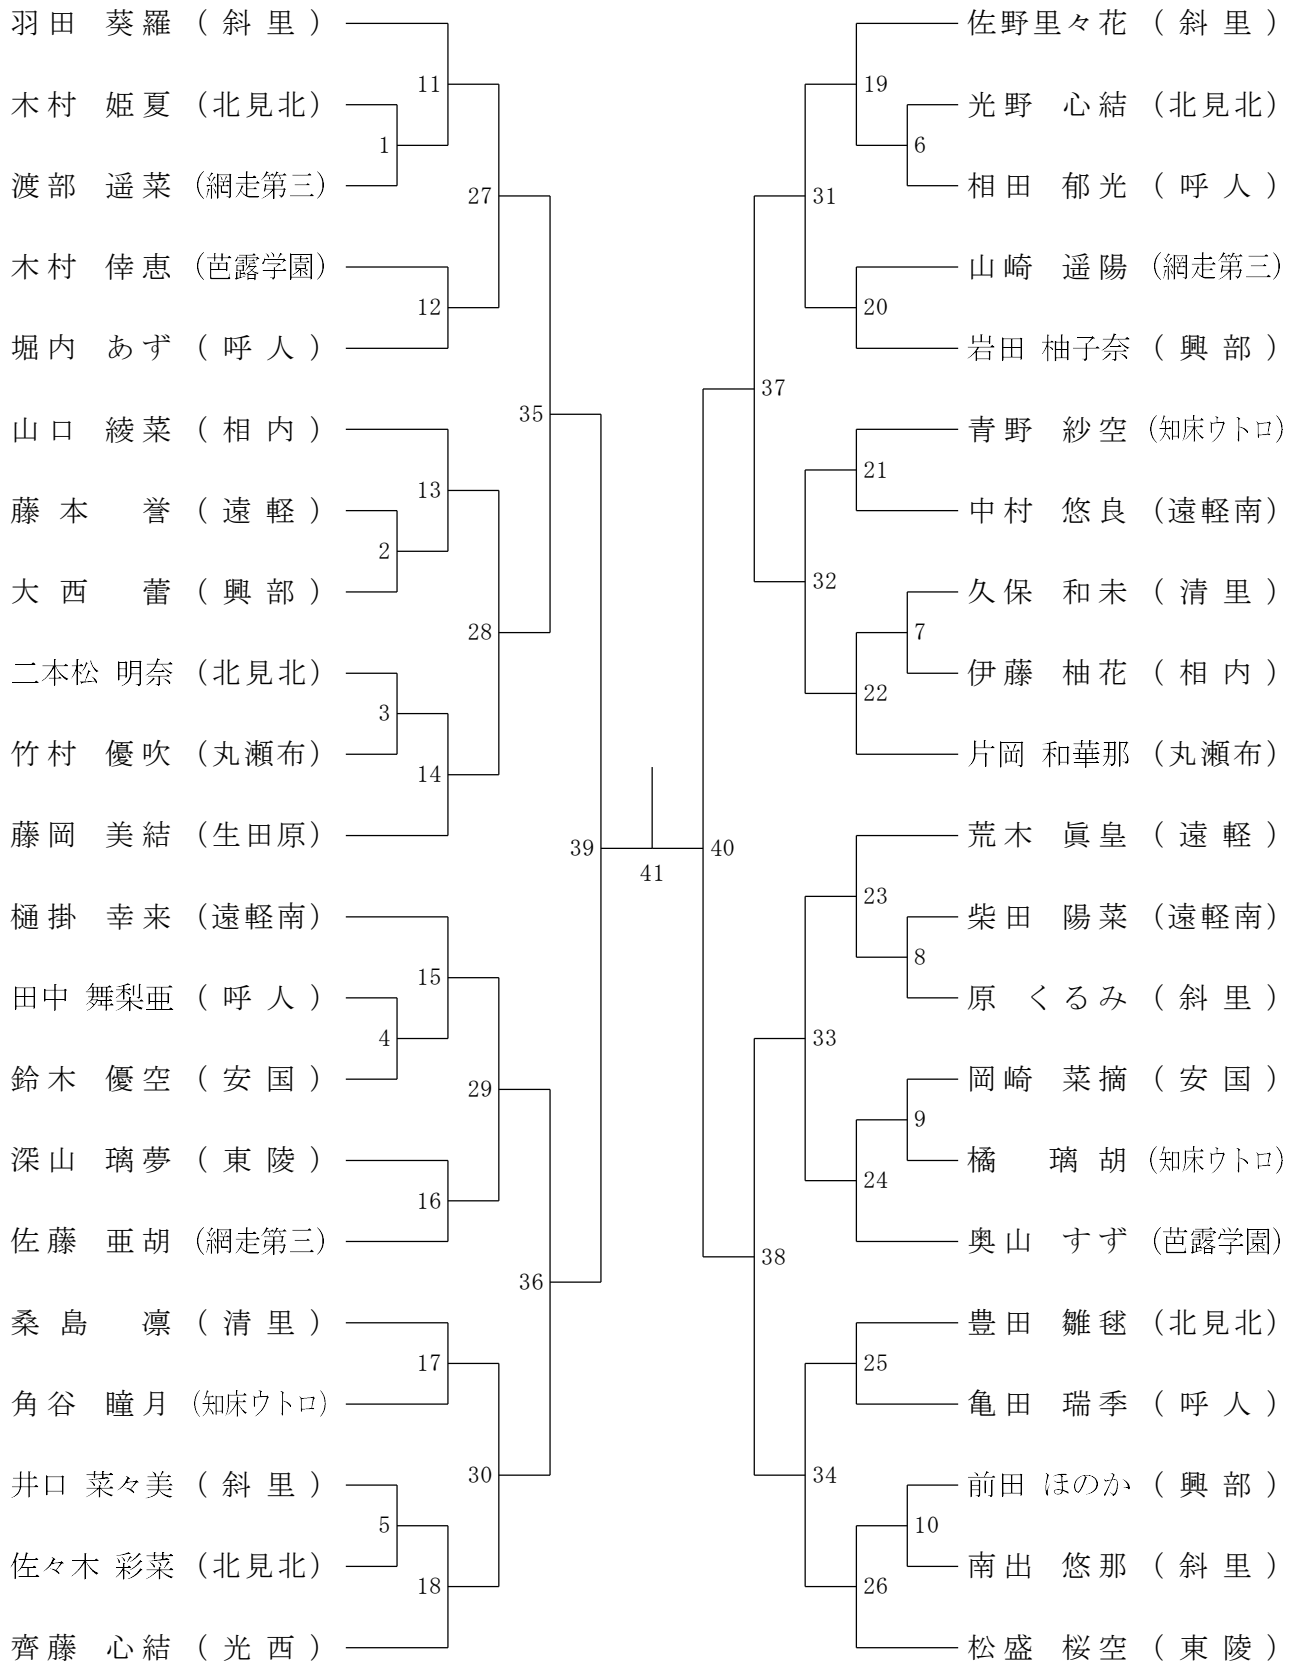 羽田 葵羅 (斜里)
11
木村 姫夏 (北見北)
1
渡部 遥菜 (網走第三)
27
木村 倖恵 (芭露学園)
12
堀内 あず (呼人)
35
山口 綾菜 (相内)
13
藤本 誉 (遠軽)
2
大西 蕾 (興部)
28
二本松 明奈 (北見北)
3
竹村 優吹 (丸瀬布)
14
藤岡 美結 (生田原)
39
樋掛 幸来 (遠軽南)
15
田中 舞梨亜 (呼人)
4
鈴木 優空 (安国)
29
深山 璃夢 (東陵)
16
佐藤 亜胡 (網走第三)
36
桑島 凛 (清里)
17
角谷 瞳月 (知床ウトロ)
30
井口 菜々美 (斜里)
5
佐々木 彩菜 (北見北)
18
齊藤 心結 (光西)
41
佐野里々花 (斜里)
19
光野 心結 (北見北)
6
相田 郁光 (呼人)
31
山崎 遥陽 (網走第三)
20
岩田 柚子奈 (興部)
37
青野 紗空 (知床ウトロ)
21
中村 悠良 (遠軽南)
32
久保 和未 (清里)
7
伊藤 柚花 (相内)
22
片岡 和華那 (丸瀬布)
40
荒木 眞皇 (遠軽)
23
柴田 陽菜 (遠軽南)
8
原 くるみ (斜里)
33
岡崎 菜摘 (安国)
9
橘 璃胡 (知床ウトロ)
24
奥山 すず (芭露学園)
38
豊田 雛毬 (北見北)
25
亀田 瑞季 (呼人)
34
前田 ほのか (興部)
10
南出 悠那 (斜里)
26
松盛 桜空 (東陵)